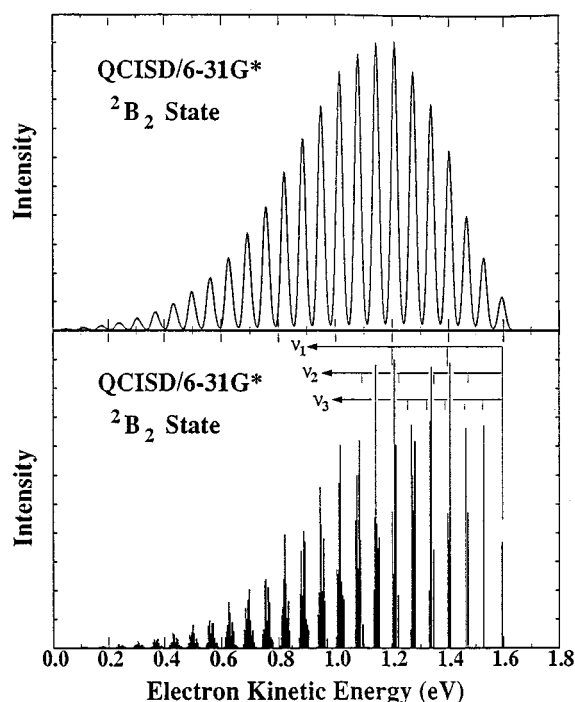 QCISD/6-31G*
²B₂ State
Intensity
ν₁
ν₂
ν₃
QCISD/6-31G*
²B₂ State
Intensity
0.0 0.2 0.4 0.6 0.8 1.0 1.2 1.4 1.6 1.8
Electron Kinetic Energy (eV)